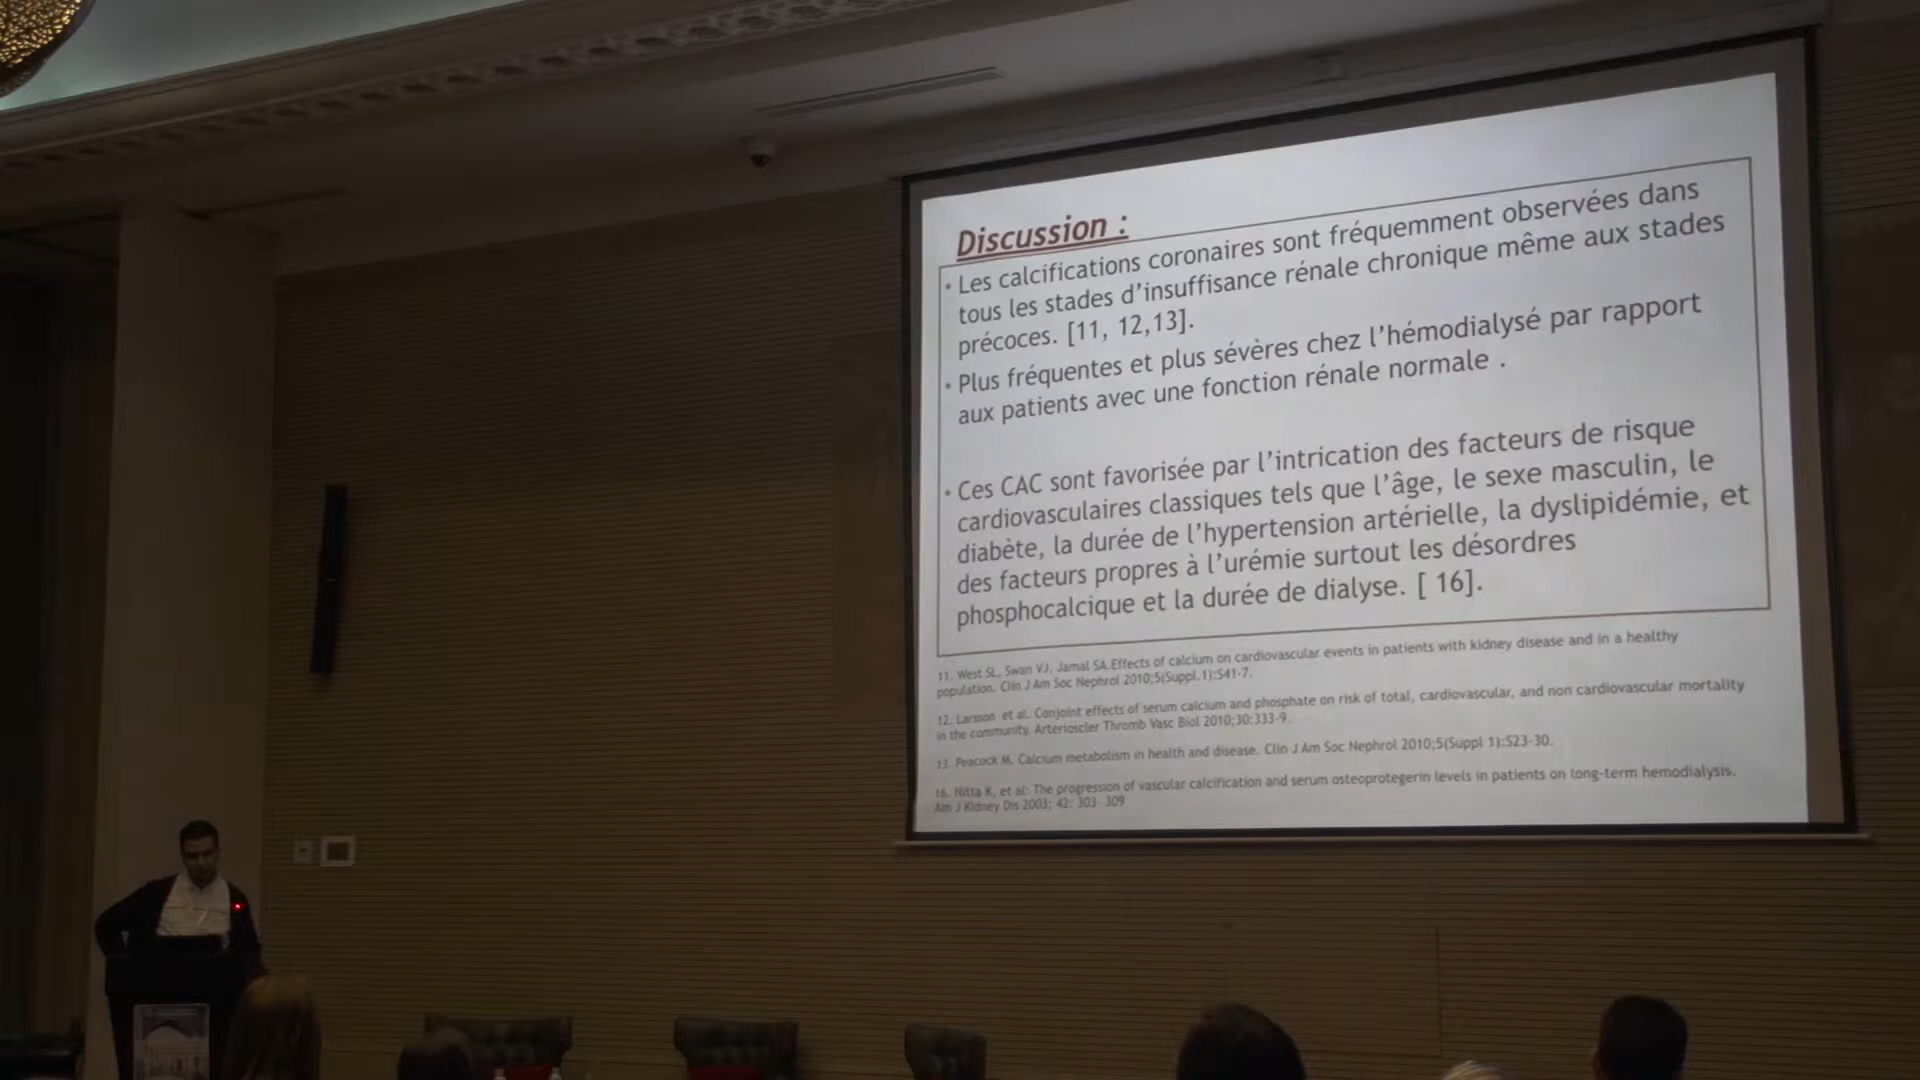 Discussion :
• Les calcifications coronaires sont fréquemment observées dans
tous les stades d'insuffisance rénale chronique même aux stades
précoces. [11, 12,13].
• Plus fréquentes et plus sévères chez l'hémodialysé par rapport
aux patients avec une fonction rénale normale .
• Ces CAC sont favorisée par l'intrication des facteurs de risque
cardiovasculaires classiques tels que l'âge, le sexe masculin, le
diabète, la durée de l'hypertension artérielle, la dyslipidémie, et
des facteurs propres à l'urémie surtout les désordres
phosphocalcique et la durée de dialyse. [ 16].
11. West SL, Swan VJ, Jamal SA.Effects of calcium on cardiovascular events in patients with kidney disease and in a healthy
population. Clin J Am Soc Nephrol 2010;5(Suppl.1):S41-7.
12. Larsson et al. Conjoint effects of serum calcium and phosphate on risk of total, cardiovascular, and non cardiovascular mortality
in the community. Arterioscler Thromb Vasc Biol 2010;30:333-9.
13. Peacock M. Calcium metabolism in health and disease. Clin J Am Soc Nephrol 2010;5(Suppl 1):S23-30.
16. Nitta K, et al: The progression of vascular calcification and serum osteoprotegerin levels in patients on long-term hemodialysis.
Am J Kidney Dis 2003; 42: 303- 309